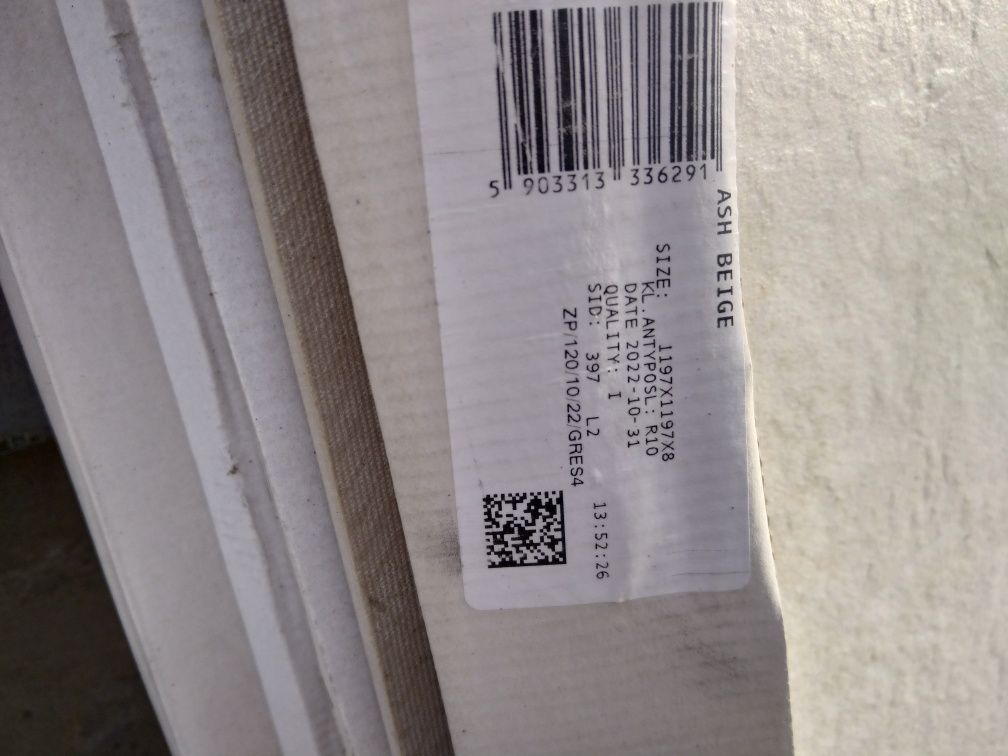 5 903313 336291
ASH BEIGE
SIZE: 1197X1197X8
KL.ANTYPOSL: R10
DATE 2022-10-31
QUALITY: I
SID: 397 L2 13:52:26
ZP/120/10/22/GRES4